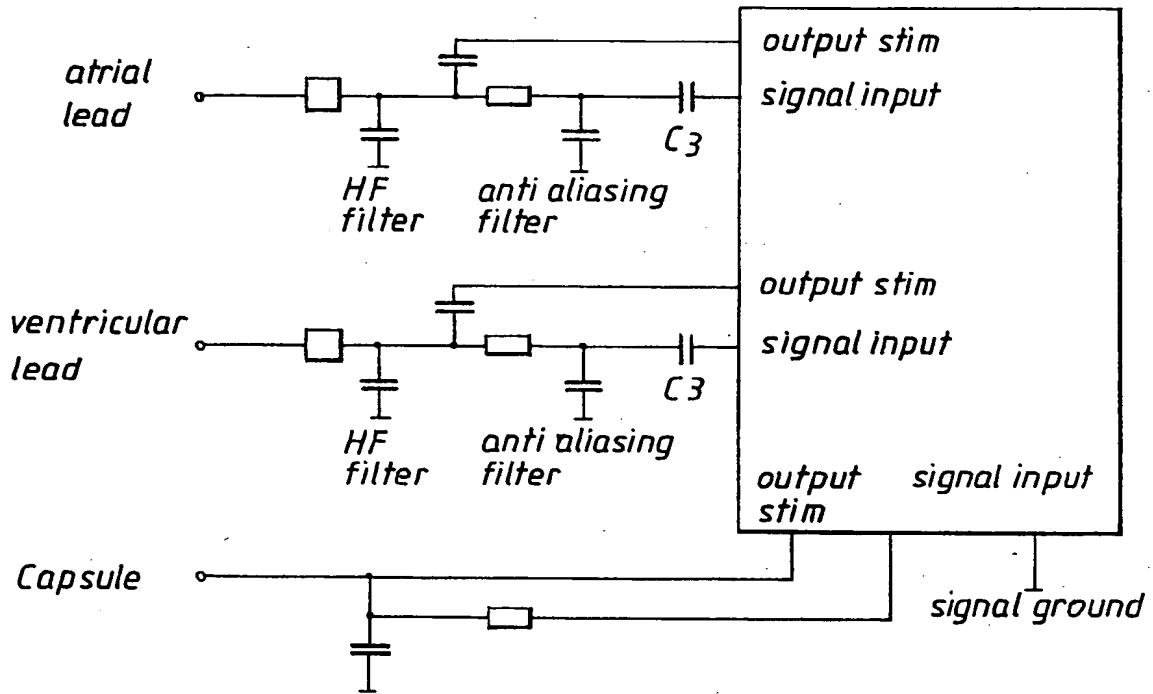 output stim
atrial
lead
signal input
C3
HF
filter
anti aliasing
filter
output stim
ventricular
lead
signal input
C3
HF
filter
anti aliasing
filter
output
stim
signal input
Capsule
signal ground